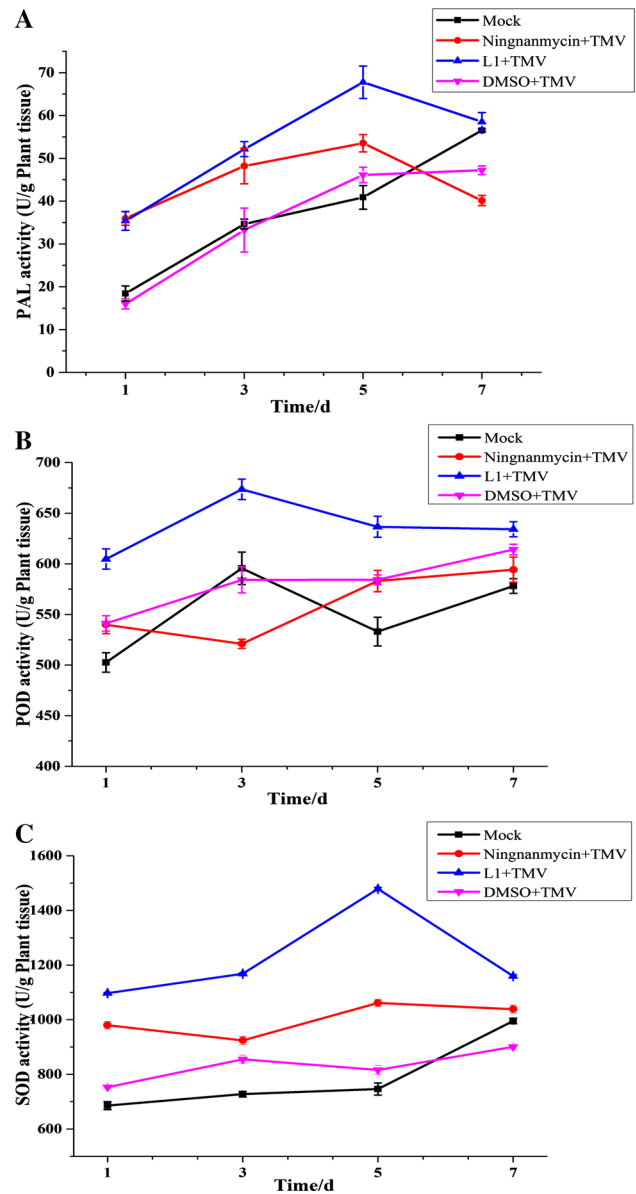 A
Mock
Ningnanmycin+TMV
L1+TMV
DMSO+TMV
PAL activity (U/g Plant tissue)
70
60
50
40
30
20
10
0
1 3 5 7
Time/d
B
Mock
Ningnanmycin+TMV
L1+TMV
DMSO+TMV
POD activity (U/g Plant tissue)
700
650
600
550
500
450
400
1 3 5 7
Time/d
C
Mock
Ningnanmycin+TMV
L1+TMV
DMSO+TMV
SOD activity (U/g Plant tissue)
1600
1400
1200
1000
800
600
1 3 5 7
Time/d